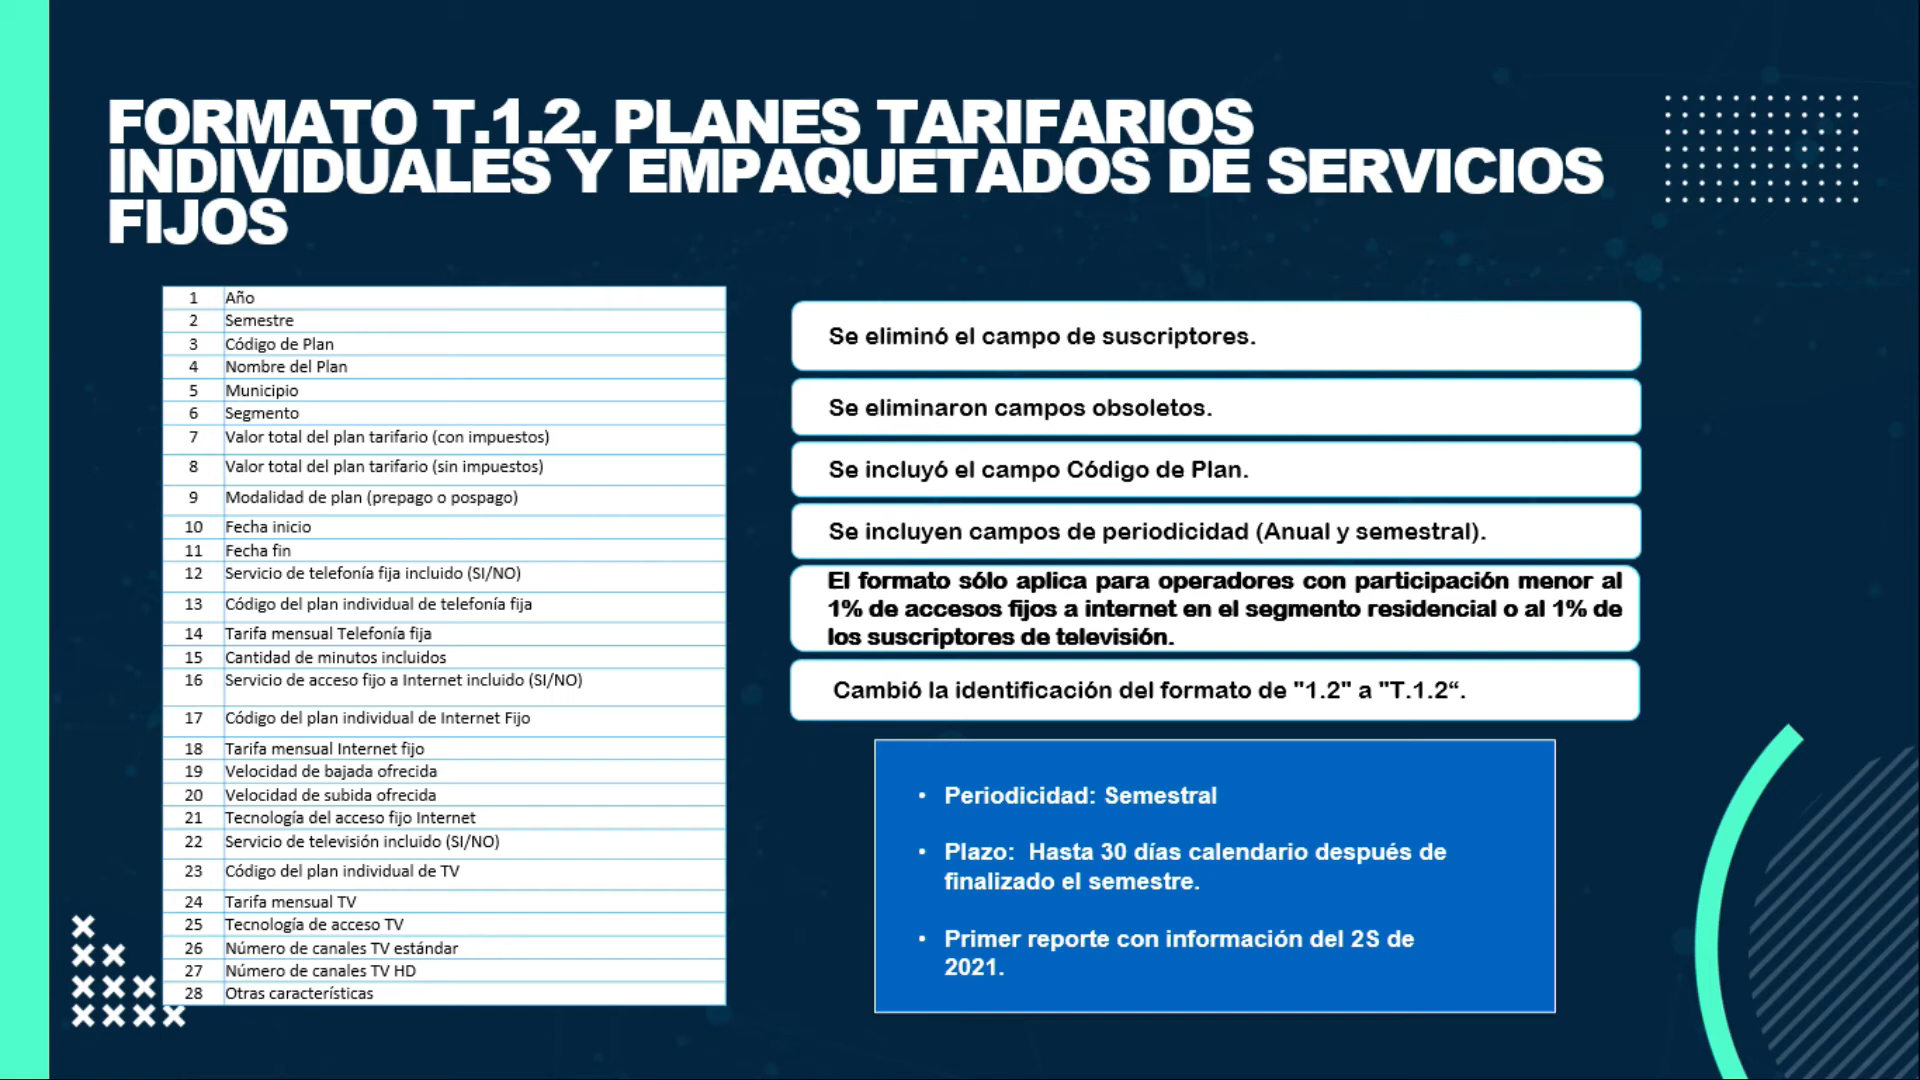 FORMATO T.1.2. PLANES TARIFARIOS
INDIVIDUALES Y EMPAQUETADOS DE SERVICIOS
FIJOS
1 Año
2 Semestre
3 Código de Plan
4 Nombre del Plan
5 Municipio
6 Segmento
7 Valor total del plan tarifario (con impuestos)
8 Valor total del plan tarifario (sin impuestos)
9 Modalidad de plan (prepago o pospago)
10 Fecha inicio
11 Fecha fin
12 Servicio de telefonía fija incluido (SI/NO)
13 Código del plan individual de telefonía fija
14 Tarifa mensual Telefonía fija
15 Cantidad de minutos incluidos
16 Servicio de acceso fijo a Internet incluido (SI/NO)
17 Código del plan individual de Internet Fijo
18 Tarifa mensual Internet fijo
19 Velocidad de bajada ofrecida
20 Velocidad de subida ofrecida
21 Tecnología del acceso fijo Internet
22 Servicio de televisión incluido (SI/NO)
23 Código del plan individual de TV
24 Tarifa mensual TV
25 Tecnología de acceso TV
26 Número de canales TV estándar
27 Número de canales TV HD
28 Otras características
Se eliminó el campo de suscriptores.
Se eliminaron campos obsoletos.
Se incluyó el campo Código de Plan.
Se incluyen campos de periodicidad (Anual y semestral).
El formato sólo aplica para operadores con participación menor al
1% de accesos fijos a internet en el segmento residencial o al 1% de
los suscriptores de televisión.
Cambió la identificación del formato de "1.2" a "T.1.2“.
• Periodicidad: Semestral
• Plazo: Hasta 30 días calendario después de
finalizado el semestre.
• Primer reporte con información del 2S de
2021.